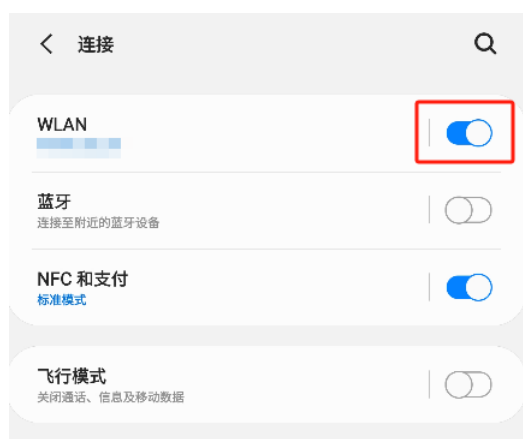 连接
WLAN
蓝牙
连接至附近的蓝牙设备
NFC 和支付
标准模式
飞行模式
关闭通话、信息及移动数据